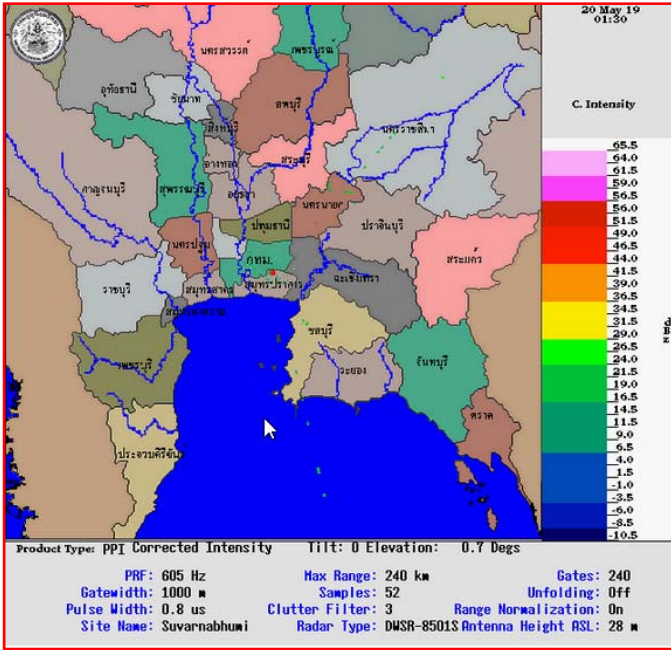 20 May 19
01:30
นครสวรรค์
เพชรบูรณ์
อุทัยธานี
ชัยนาท
ลพบุรี
สิงหบุรี
นครราชสีมา
อ่างทอง
สระบุรี
กาญจนบุรี
สุพรรณบุรี
อยุธยา
นครนายก
ปทุมธานี
ปราจีนบุรี
นครปฐม
กทม.
สระแก้ว
ราชบุรี
สมุทรสาคร
สมุทรปราการ
ฉะเชิงเทรา
ชลบุรี
เพชรบุรี
ระยอง
จันทบุรี
ตราด
ประจวบคีรีขันธ์
C. Intensity
65.5
64.0
61.5
59.0
56.5
56.0
51.5
49.0
46.5
44.0
41.5
39.0
36.5
34.0
31.5
29.0
26.5
24.0
21.5
19.0
16.5
14.5
11.5
9.0
6.5
4.0
1.5
-1.0
-3.5
-6.0
-8.5
-10.5
Product Type: PPI Corrected Intensity Tilt: 0 Elevation: 0.7 Degs
PRF: 605 Hz Max Range: 240 km Gates: 240
Gatewidth: 1000 m Samples: 52 Unfolding: Off
Pulse Width: 0.8 us Clutter Filter: 3 Range Normalization: On
Site Name: Suvarnabhumi Radar Type: DWSR-8501S Antenna Height ASL: 28 m